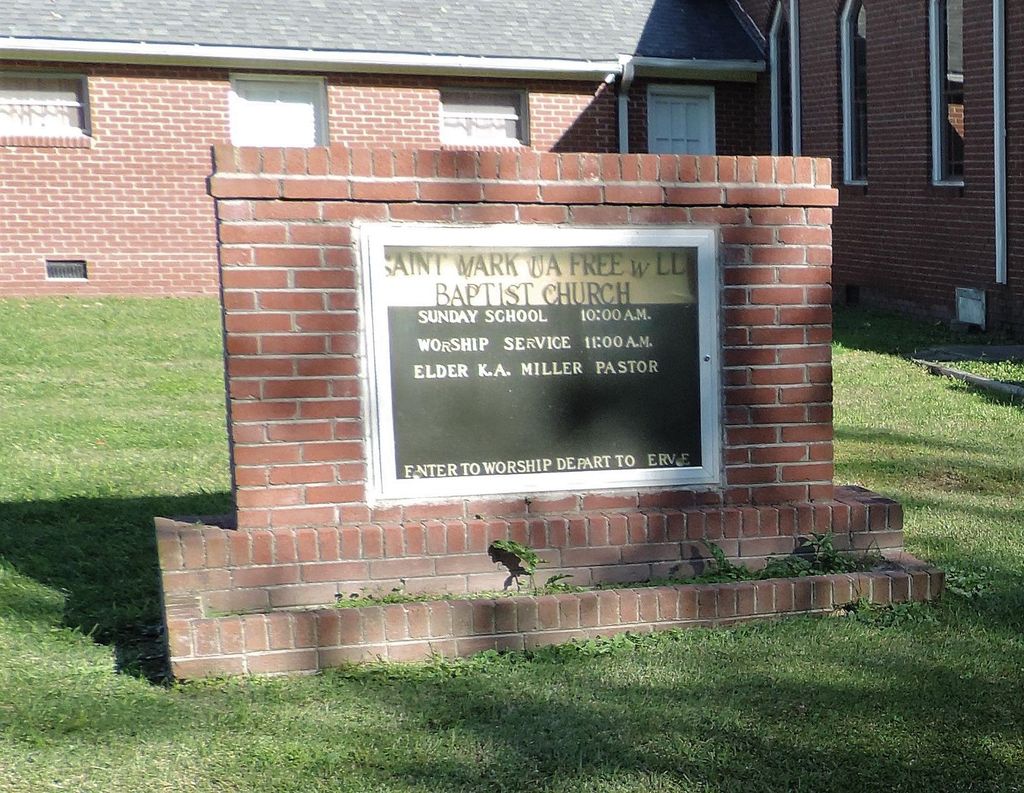 SAINT MARK UA FREE W LL
BAPTIST CHURCH
SUNDAY SCHOOL 10:00 A.M.
WORSHIP SERVICE 11:00 A.M.
ELDER K.A. MILLER PASTOR
ENTER TO WORSHIP DEPART TO ERVE